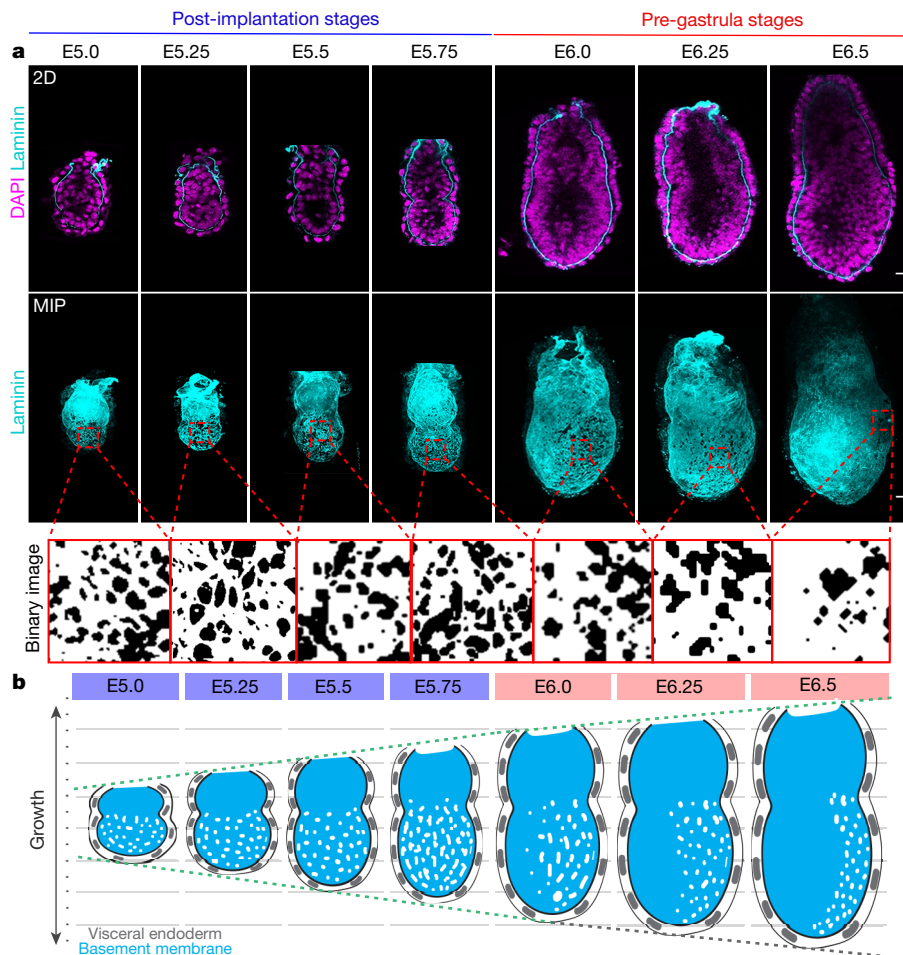 Post-implantation stages
Pre-gastrula stages
a
E5.0
E5.25
E5.5
E5.75
E6.0
E6.25
E6.5
2D
DAPI Laminin
MIP
Laminin
Binary image
b
E5.0
E5.25
E5.5
E5.75
E6.0
E6.25
E6.5
Growth
Visceral endoderm
Basement membrane